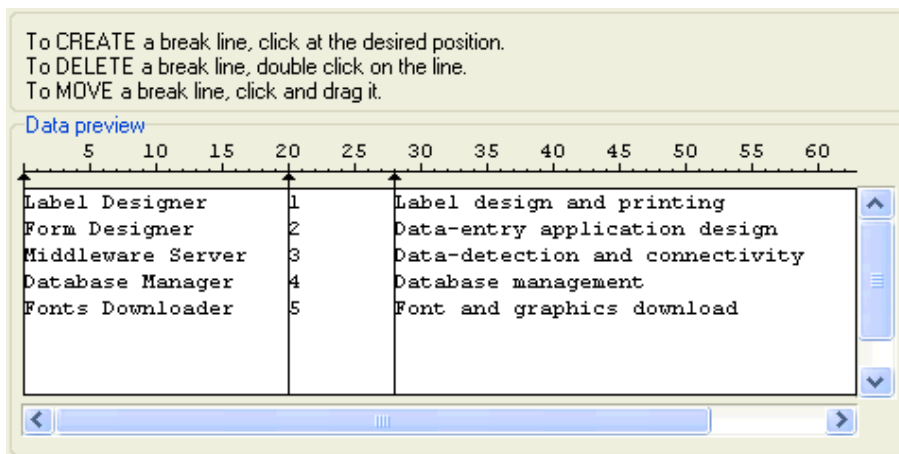 To CREATE a break line, click at the desired position.
To DELETE a break line, double click on the line.
To MOVE a break line, click and drag it.
Data preview
5 10 15 20 25 30 35 40 45 50 55 60
Label Designer 1 Label design and printing
Form Designer 2 Data-entry application design
Middleware Server 3 Data-detection and connectivity
Database Manager 4 Database management
Fonts Downloader 5 Font and graphics download